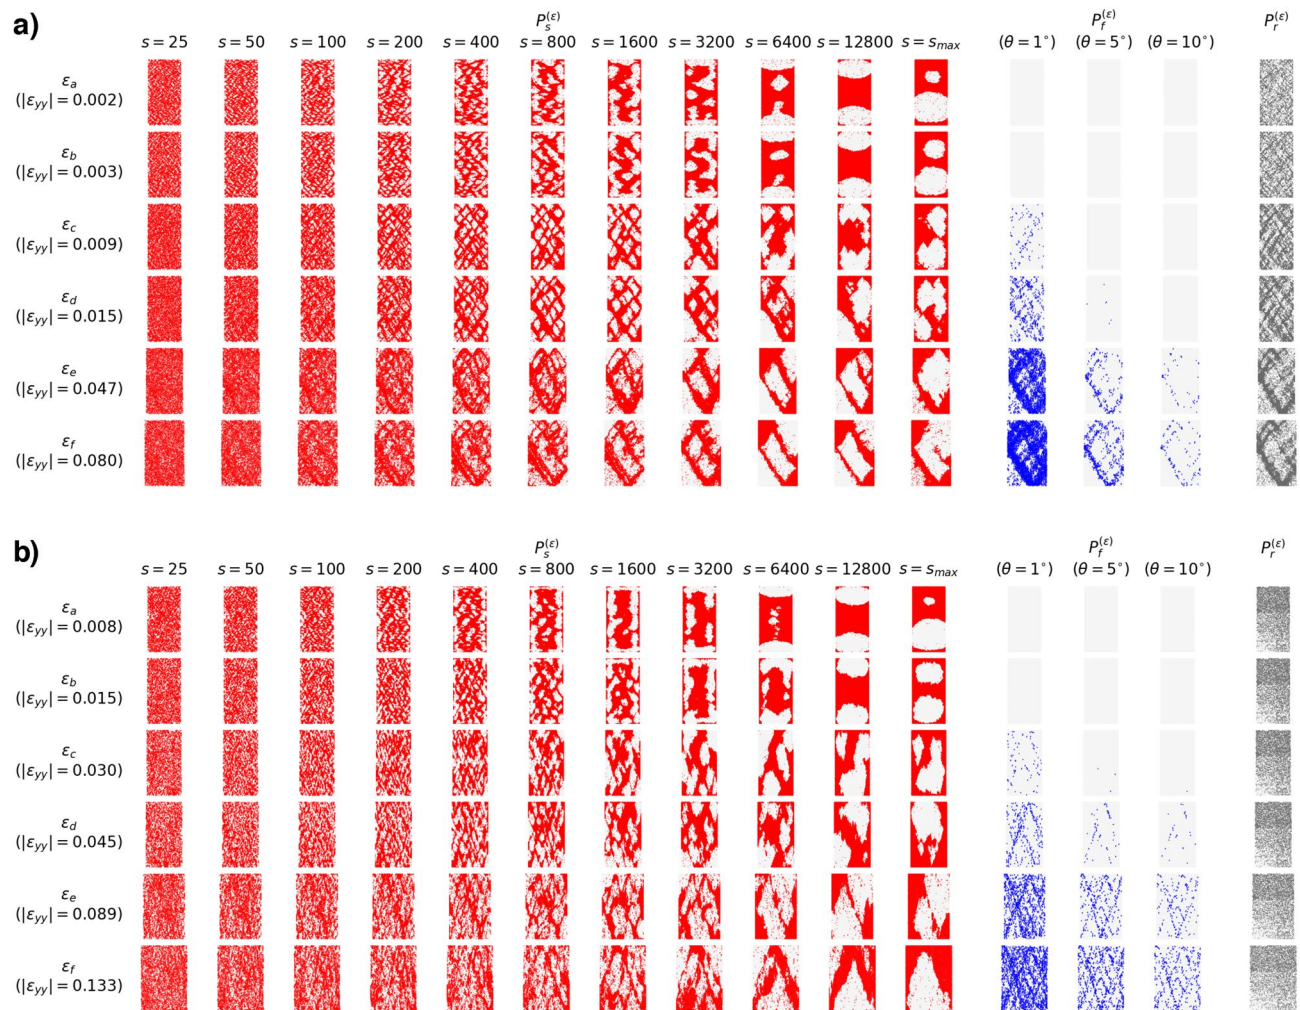 a)
P_s^(ε) P_f^(ε) P_r^(ε)
s = 25 s = 50 s = 100 s = 200 s = 400 s = 800 s = 1600 s = 3200 s = 6400 s = 12800 s = s_max (θ = 1°) (θ = 5°) (θ = 10°)
ε_a
(|ε_yy| = 0.002)
ε_b
(|ε_yy| = 0.003)
ε_c
(|ε_yy| = 0.009)
ε_d
(|ε_yy| = 0.015)
ε_e
(|ε_yy| = 0.047)
ε_f
(|ε_yy| = 0.080)
b)
P_s^(ε) P_f^(ε) P_r^(ε)
s = 25 s = 50 s = 100 s = 200 s = 400 s = 800 s = 1600 s = 3200 s = 6400 s = 12800 s = s_max (θ = 1°) (θ = 5°) (θ = 10°)
ε_a
(|ε_yy| = 0.008)
ε_b
(|ε_yy| = 0.015)
ε_c
(|ε_yy| = 0.030)
ε_d
(|ε_yy| = 0.045)
ε_e
(|ε_yy| = 0.089)
ε_f
(|ε_yy| = 0.133)